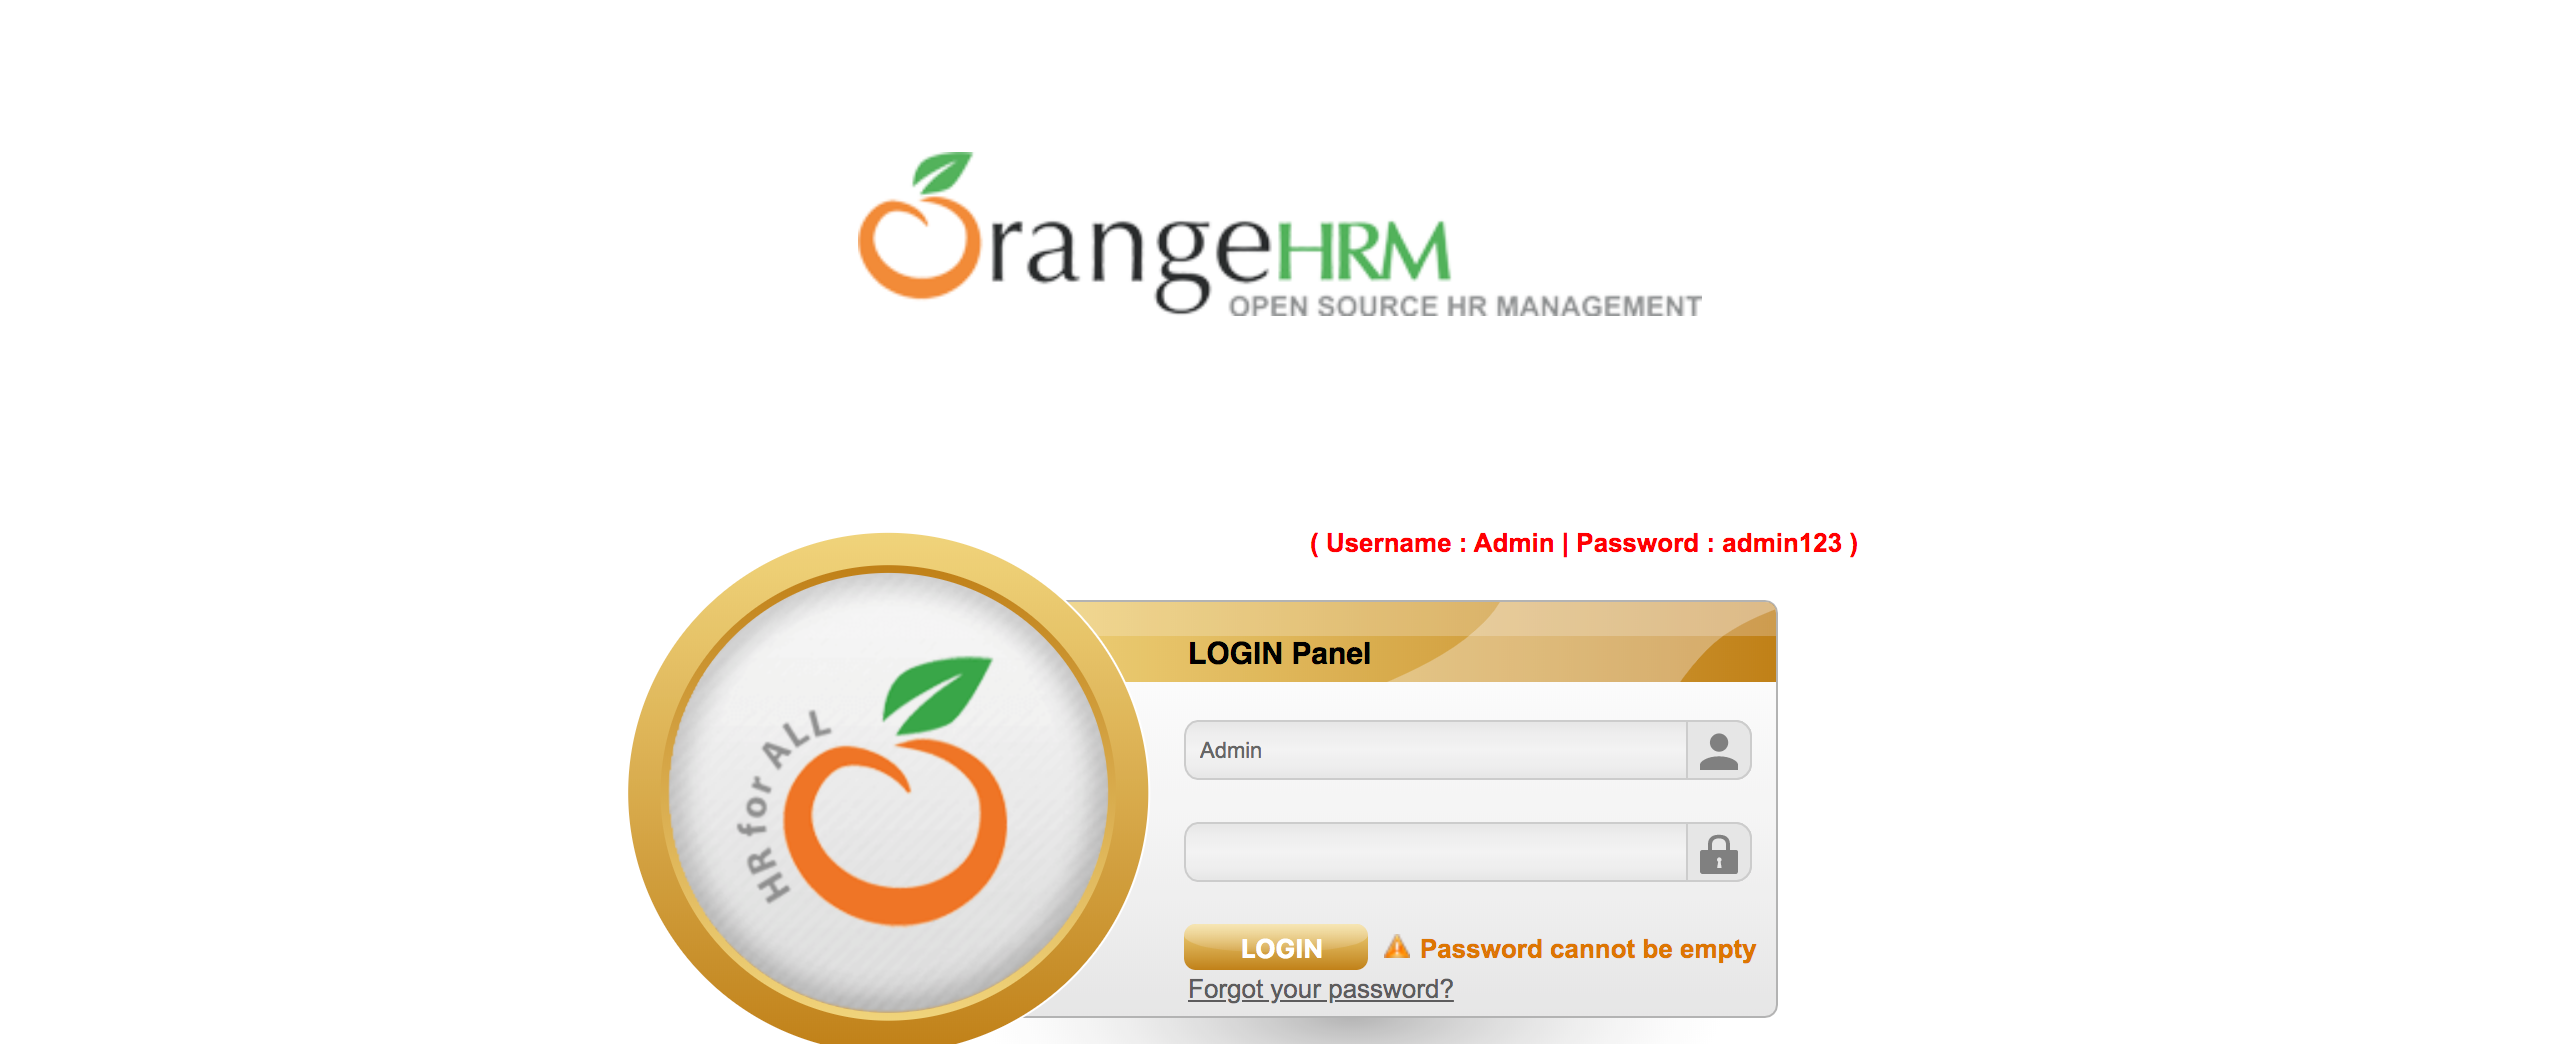 OrangeHRM
OPEN SOURCE HR MANAGEMENT
( Username : Admin | Password : admin123 )
HR for ALL
LOGIN Panel
Admin
LOGIN
Password cannot be empty
Forgot your password?